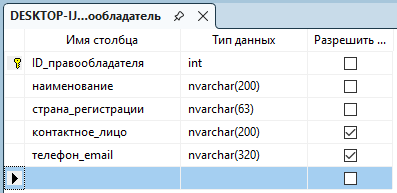 DESKTOP-IJ...ообладатель
Имя столбца Тип данных Разрешить ...
ID_правообладателя int
наименование nvarchar(200)
страна_регистрации nvarchar(63)
контактное_лицо nvarchar(200)
телефон_email nvarchar(320)